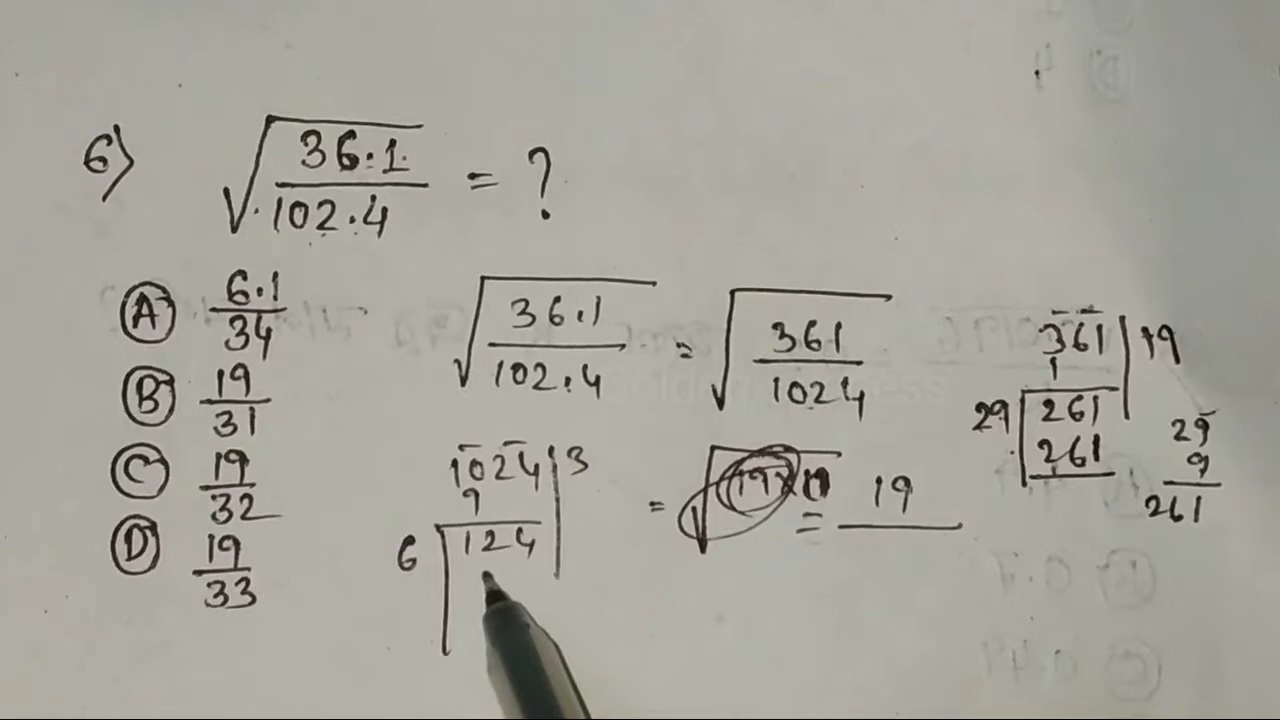 6) √(36.1/102.4) = ?
(A) 6.1/34
(B) 19/31
(C) 19/32
(D) 19/33
√(36.1/102.4) = √(361/1024)
= = 19
361 | 19
1
29 | 261
261
29
9
261
1024 | 3
9
6 | 124